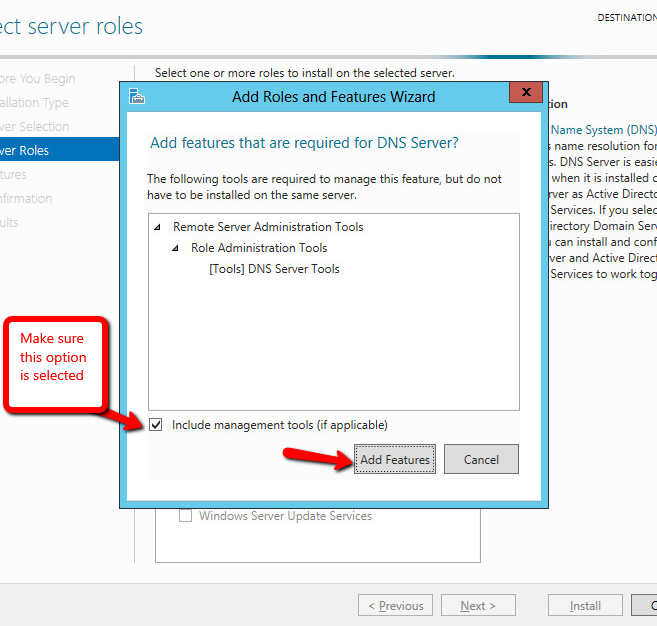 ect server roles
DESTINATION
ore You Begin
allation Type
ver Selection
ver Roles
tures
nfirmation
ults
Select one or more roles to install on the selected server.
Add Roles and Features Wizard
x
Add features that are required for DNS Server?
The following tools are required to manage this feature, but do not
have to be installed on the same server.
Remote Server Administration Tools
Role Administration Tools
[Tools] DNS Server Tools
Include management tools (if applicable)
Add Features
Cancel
Make sure
this option
is selected
tion
Name System (DNS)
s name resolution for
s. DNS Server is easie
when it is installed o
rver as Active Directo
Services. If you selec
irectory Domain Serv
u can install and conf
ver and Active Direct
Services to work tog
Windows Server Update Services
< Previous
Next >
Install
C